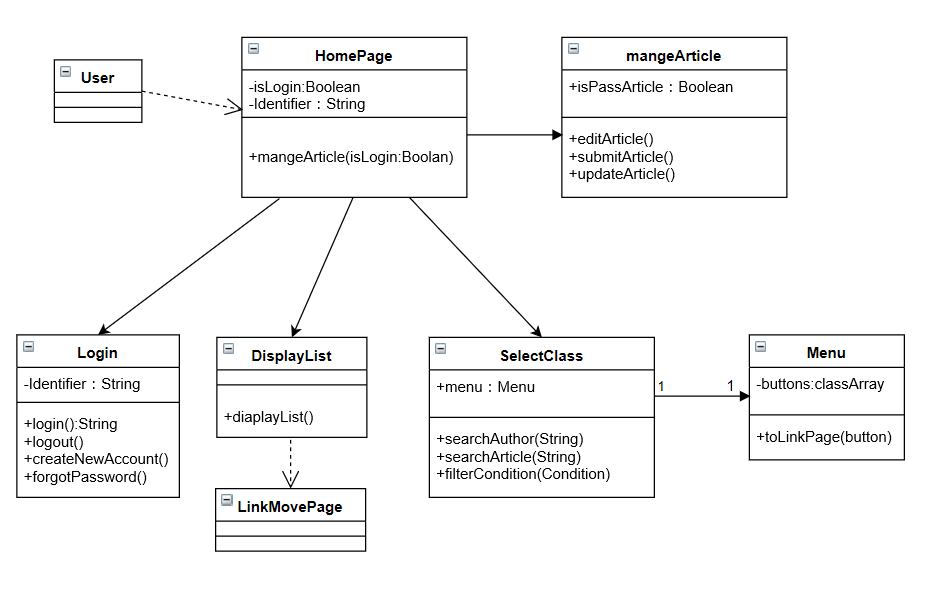 User
HomePage
-isLogin:Boolean
-Identifier：String
+mangeArticle(isLogin:Boolan)
mangeArticle
+isPassArticle：Boolean
+editArticle()
+submitArticle()
+updateArticle()
Login
-Identifier：String
+login():String
+logout()
+createNewAccount()
+forgotPassword()
DisplayList
+diaplayList()
LinkMovePage
SelectClass
+menu：Menu
+searchAuthor(String)
+searchArticle(String)
+filterCondition(Condition)
1
1
Menu
-buttons:classArray
+toLinkPage(button)